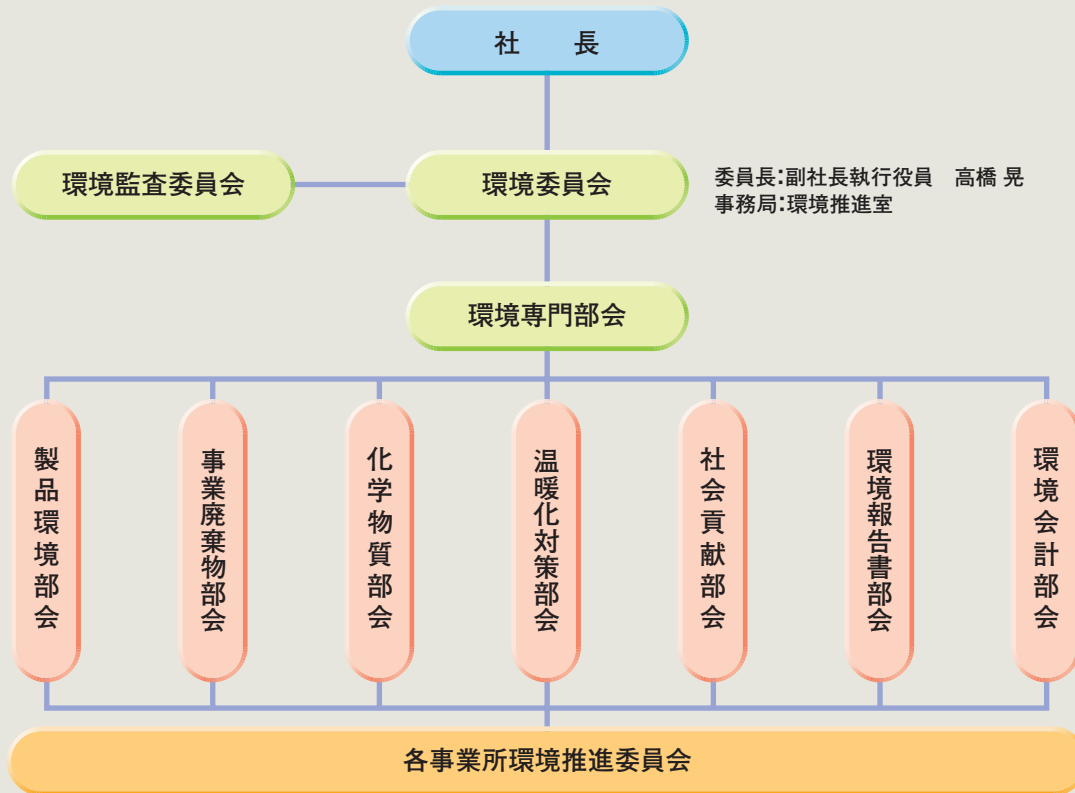 社　長
環境監査委員会
環境委員会
委員長:副社長執行役員　高橋 晃
事務局:環境推進室
環境専門部会
製品環境部会
事業廃棄物部会
化学物質部会
温暖化対策部会
社会貢献部会
環境報告書部会
環境会計部会
各事業所環境推進委員会